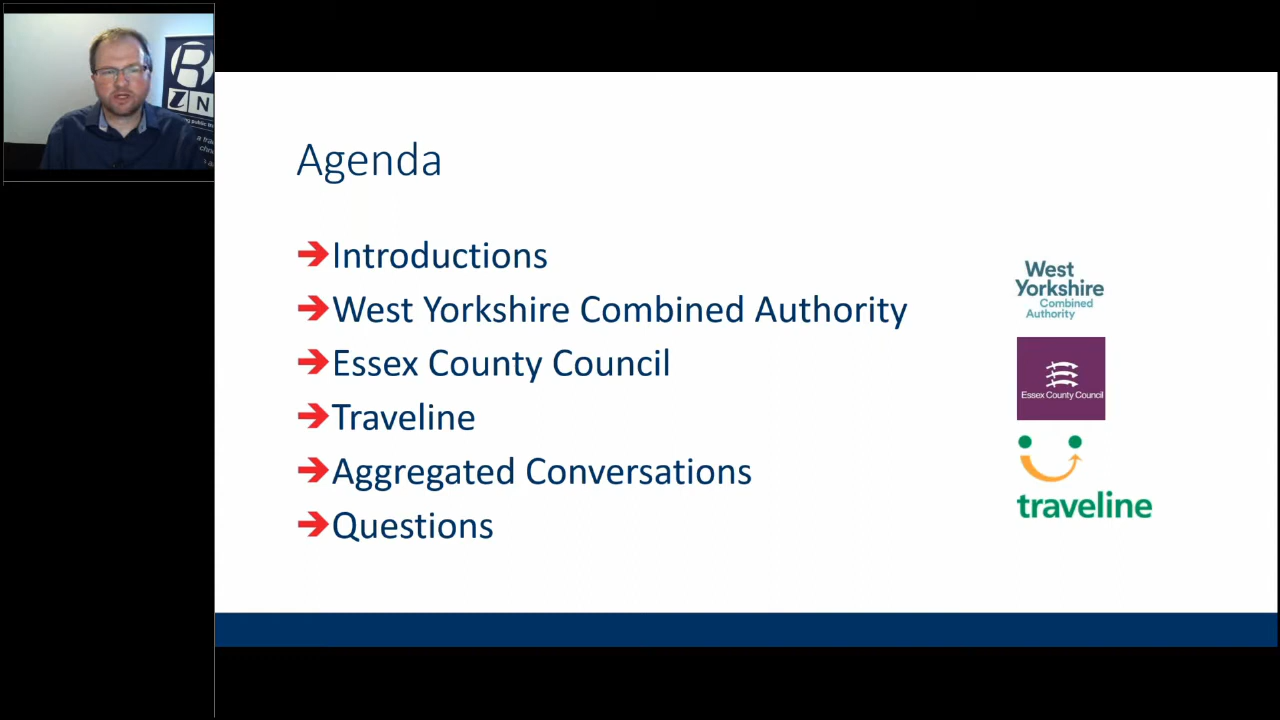 R
i N
Agenda
Introductions
West Yorkshire Combined Authority
Essex County Council
Traveline
Aggregated Conversations
Questions
West
Yorkshire
Combined
Authority
Essex County Council
traveline